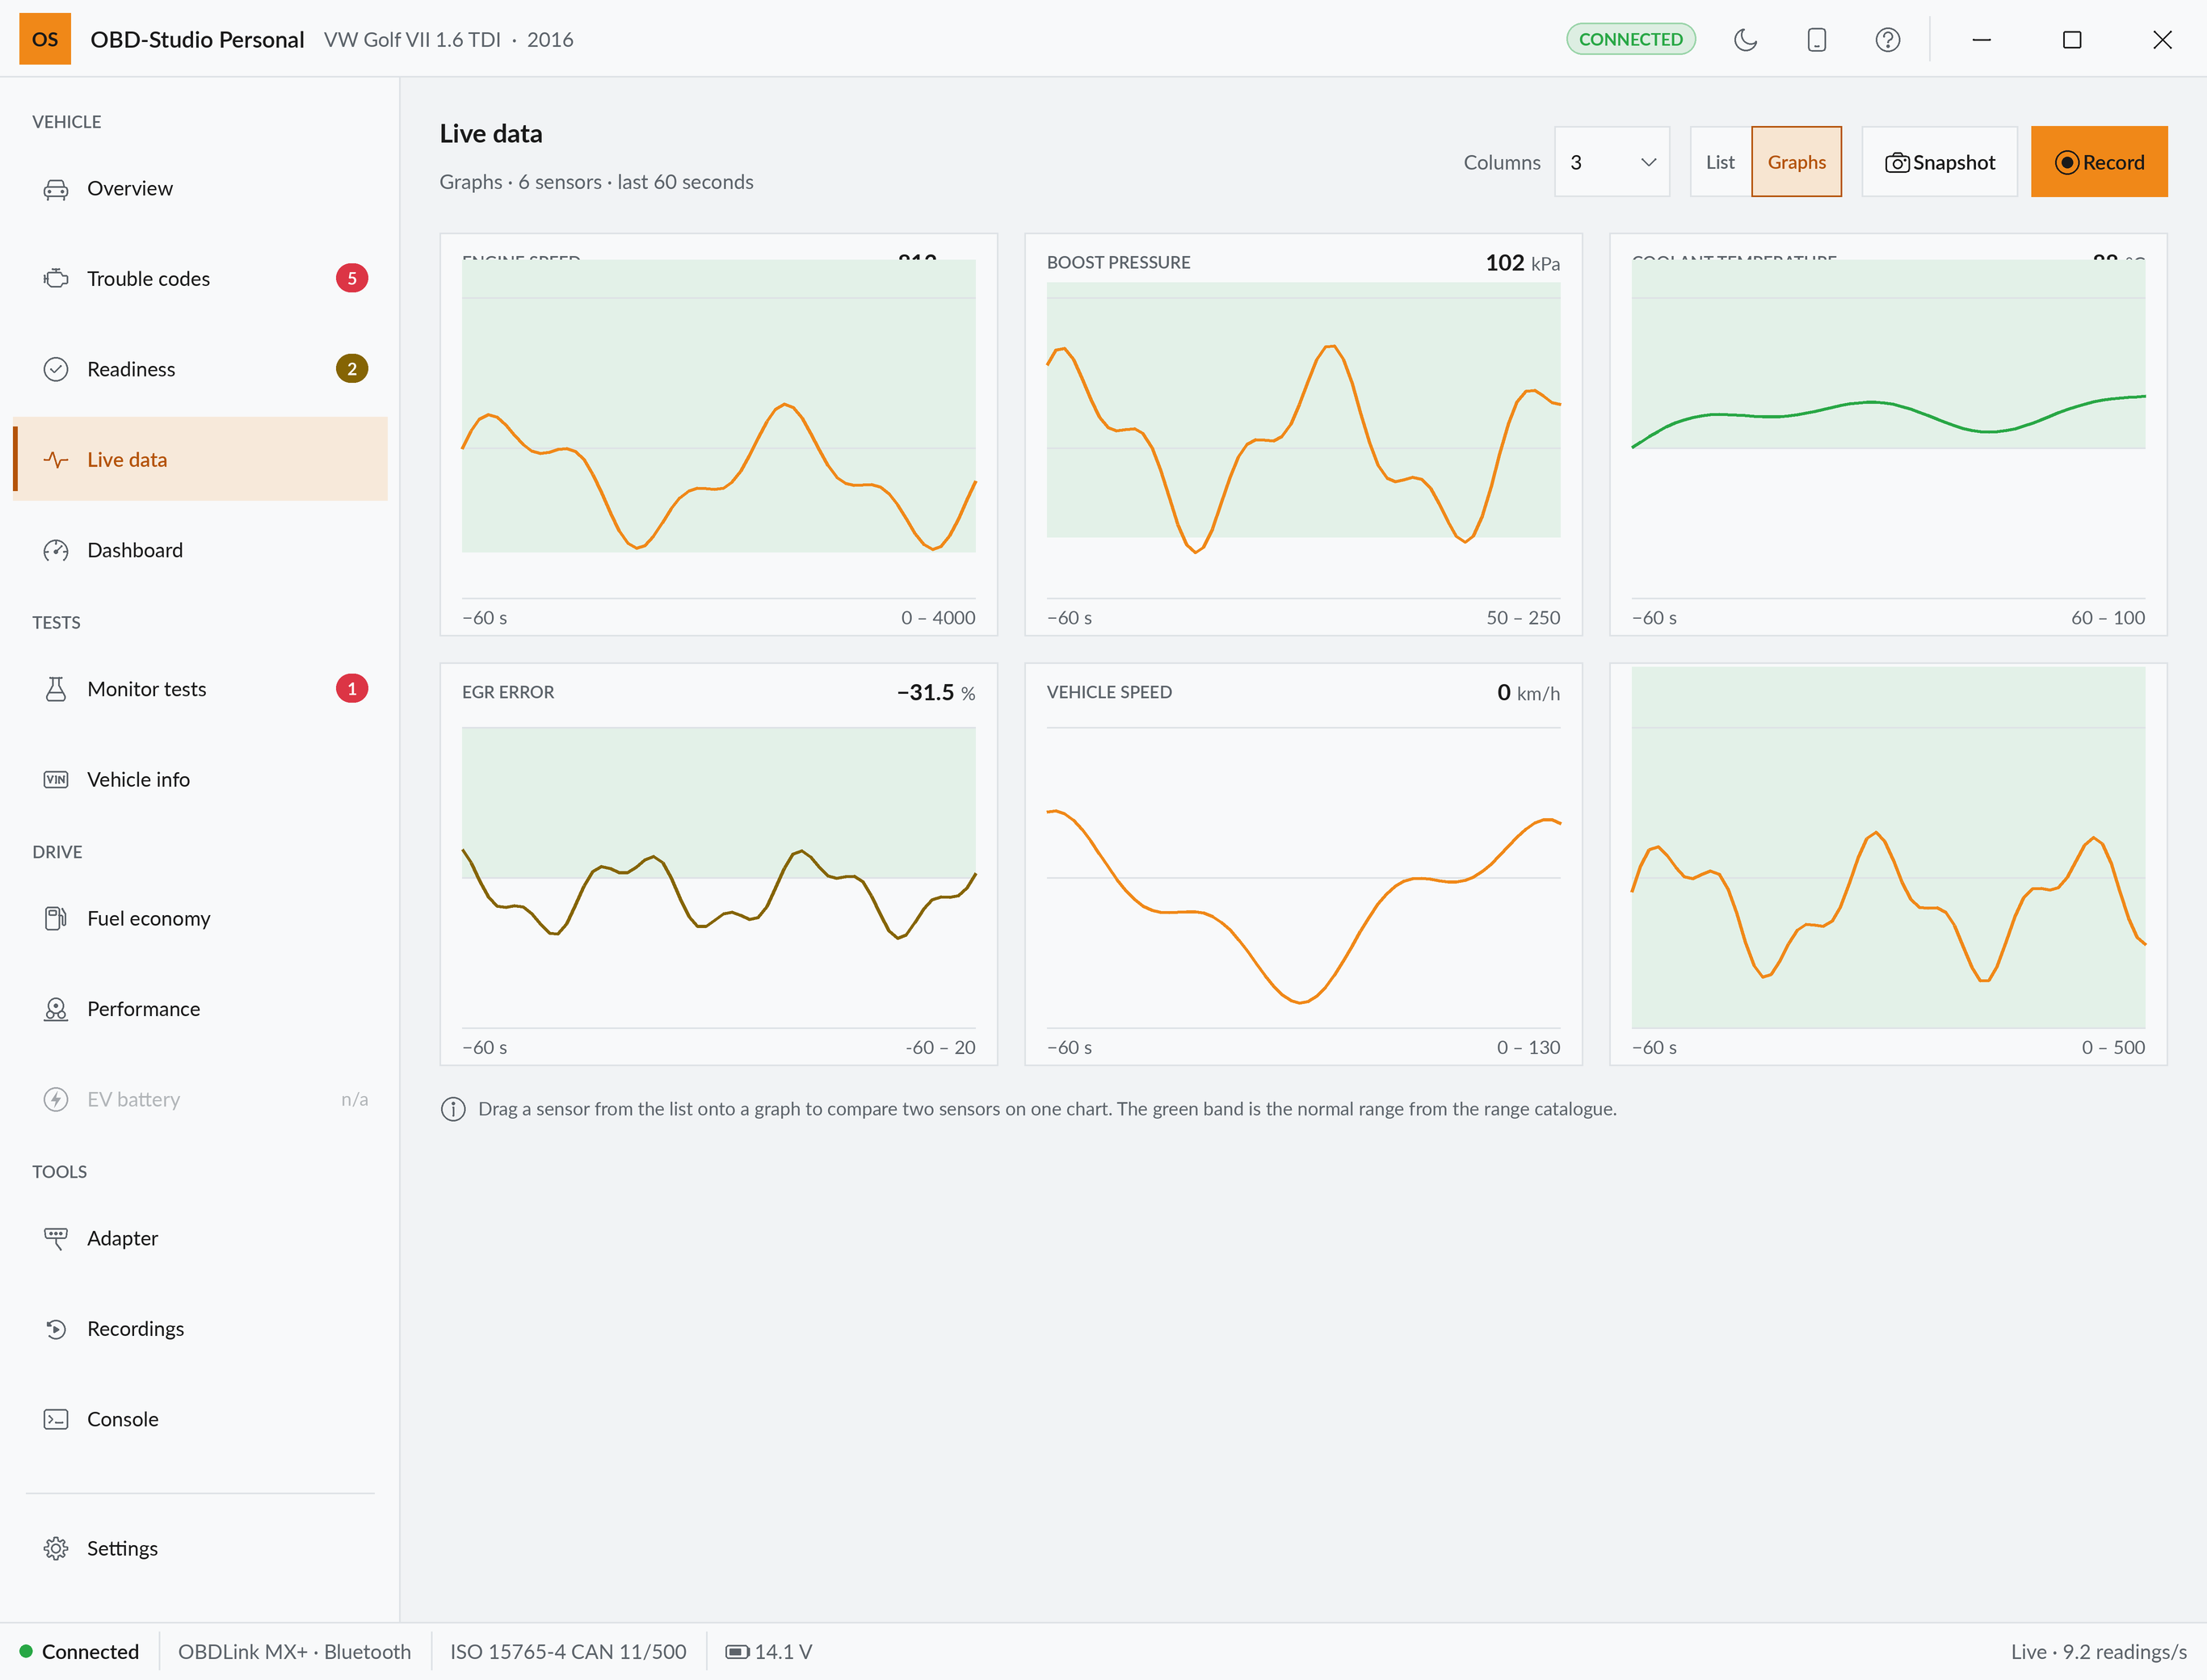 OS OBD-Studio Personal VW Golf VII 1.6 TDI · 2016 CONNECTED
VEHICLE
Overview
Trouble codes 5
Readiness 2
Live data
Dashboard
TESTS
Monitor tests 1
VIN Vehicle info
DRIVE
Fuel economy
Performance
EV battery n/a
TOOLS
Adapter
Recordings
Console
Settings
Live data
Graphs · 6 sensors · last 60 seconds
Columns 3 List Graphs Snapshot Record
ENGINE SPEED
−60 s 0 – 4000
BOOST PRESSURE 102 kPa
−60 s 50 – 250
COOLANT TEMPERATURE °C
−60 s 60 – 100
EGR ERROR −31.5 %
−60 s -60 – 20
VEHICLE SPEED 0 km/h
−60 s 0 – 130
−60 s 0 – 500
Drag a sensor from the list onto a graph to compare two sensors on one chart. The green band is the normal range from the range catalogue.
Connected OBDLink MX+ · Bluetooth ISO 15765-4 CAN 11/500 14.1 V Live · 9.2 readings/s